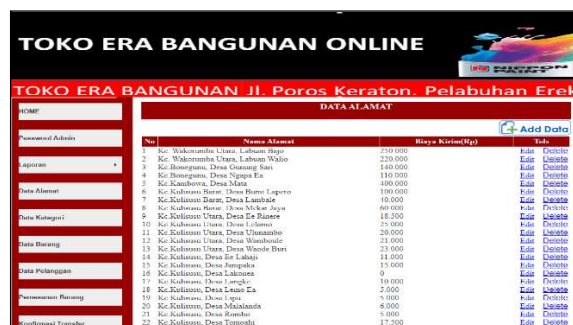 TOKO ERA BANGUNAN ONLINE
NIPPON PAINT
TOKO ERA BANGUNAN Jl. Poros Keraton. Pelabuhan Erek
HOME
Password Admin
Laporan
Data Alamat
Data Kategori
Data Barang
Data Pelanggan
Pemesanan Barang
Konfirmasi Transfer
DATA ALAMAT
Add Data
No Nama Alamat Biaya Kirim(Rp) Tols
1 Kc. Wakorumba Utara, Labuan Bajo 250.000 Edit Delete
2 Kc. Wakorumba Utara, Labuan Walio 220.000 Edit Delete
3 Kc.Bonegunu, Desa Gunung Sari 140.000 Edit Delete
4 Kc.Bonegunu, Desa Ngapa Ea 110.000 Edit Delete
5 Kc.Kambowa, Desa Mata 400.000 Edit Delete
6 Kc.Kulisusu Barat, Desa Bumi Lapero 100.000 Edit Delete
7 Kc.Kulisusu Barat, Desa Lambale 40.000 Edit Delete
8 Kc.Kulisusu Barat, Desa Mekar Jaya 60.000 Edit Delete
9 Kc.Kulisusu Utara, Desa Ee Rinere 18.500 Edit Delete
10 Kc.Kulisusu Utara, Desa Lelamo 25.000 Edit Delete
11 Kc.Kulisusu Utara, Desa Ulunambo 20.000 Edit Delete
12 Kc.Kulisusu Utara, Desa Wamboule 21.000 Edit Delete
13 Kc.Kulisusu Utara, Desa Waode Buri 23.000 Edit Delete
14 Kc.Kulisusu, Desa Ee Lahaji 11.000 Edit Delete
15 Kc.Kulisusu, Desa Jampaka 15.000 Edit Delete
16 Kc.Kulisusu, Desa Lakonea 0 Edit Delete
17 Kc.Kulisusu, Desa Langke 10.000 Edit Delete
18 Kc.Kulisusu, Desa Lemo Ea 5.000 Edit Delete
19 Kc.Kulisusu, Desa Lipu 5.000 Edit Delete
20 Kc.Kulisusu, Desa Malalanda 6.000 Edit Delete
21 Kc.Kulisusu, Desa Rombo 5.000 Edit Delete
22 Kc.Kulisusu, Desa Tomoahi 17.500 Edit Delete